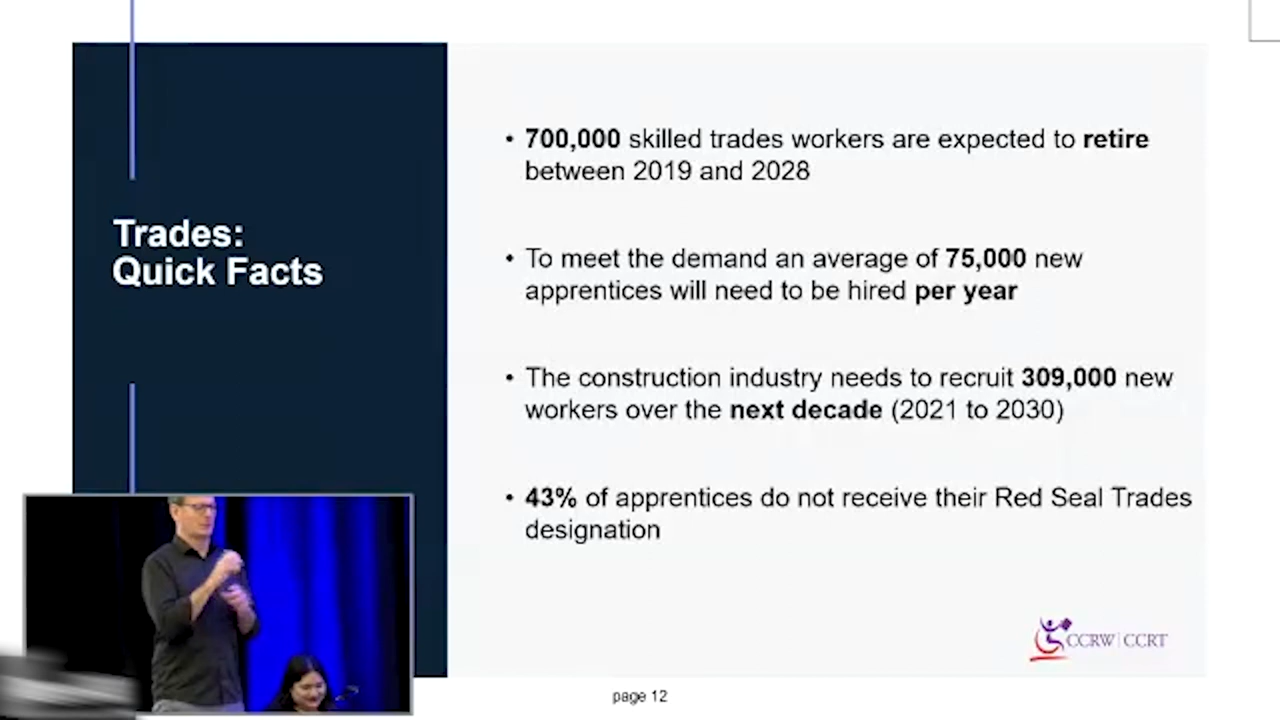 Trades:
Quick Facts
• 700,000 skilled trades workers are expected to retire
between 2019 and 2028
• To meet the demand an average of 75,000 new
apprentices will need to be hired per year
• The construction industry needs to recruit 309,000 new
workers over the next decade (2021 to 2030)
• 43% of apprentices do not receive their Red Seal Trades
designation
CCRW | CCRT
page 12